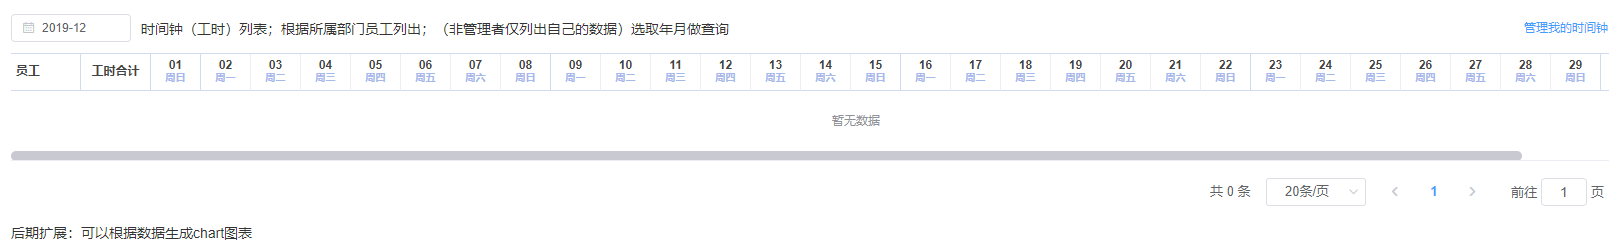 2019-12 时间钟（工时）列表；根据所属部门员工列出；（非管理者仅列出自己的数据）选取年月做查询 管理我的时间钟
员工 工时合计 01 02 03 04 05 06 07 08 09 10 11 12 13 14 15 16 17 18 19 20 21 22 23 24 25 26 27 28 29
周日 周一 周二 周三 周四 周五 周六 周日 周一 周二 周三 周四 周五 周六 周日 周一 周二 周三 周四 周五 周六 周日 周一 周二 周三 周四 周五 周六 周日
暂无数据
共 0 条 20条/页 1 前往 1 页
后期扩展：可以根据数据生成chart图表